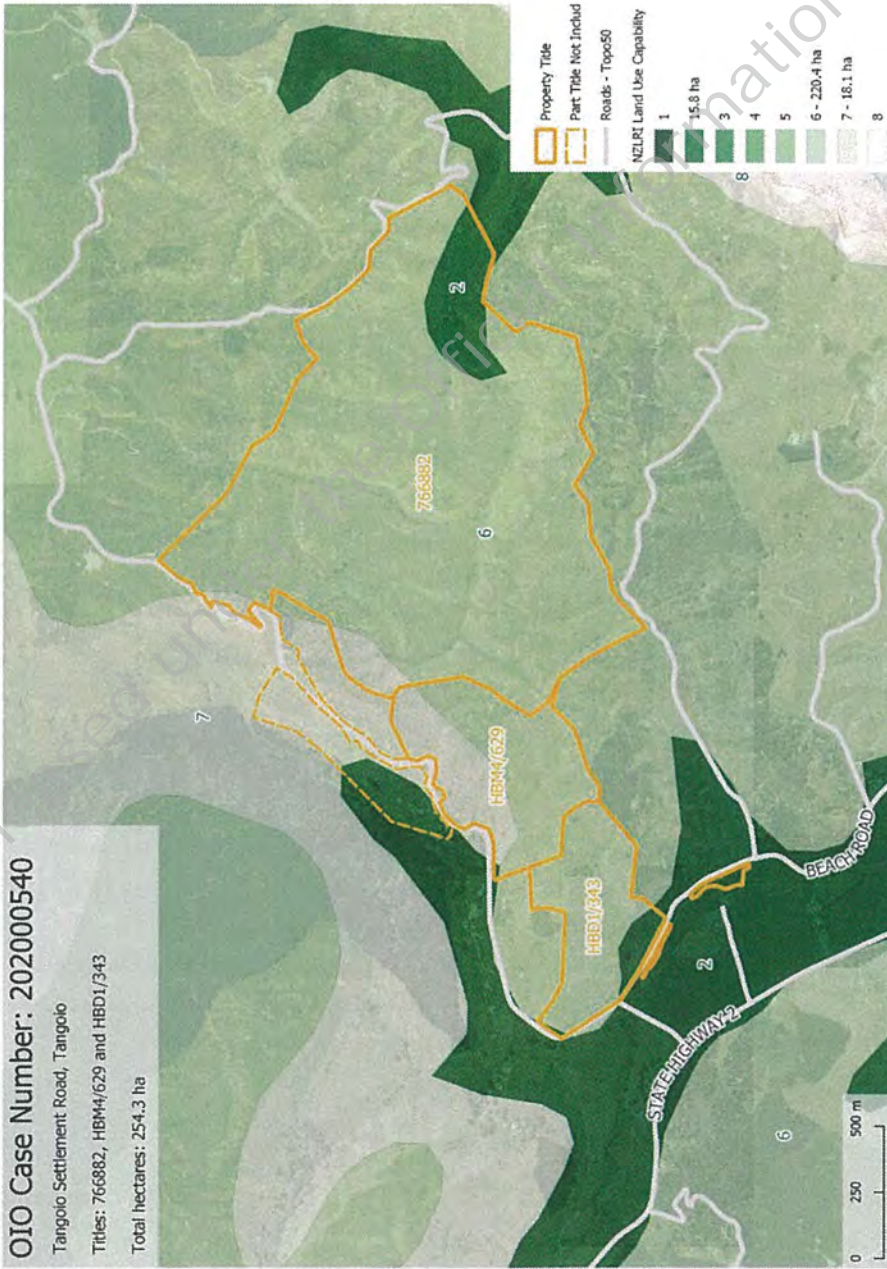 OIO Case Number: 202000540
Tangoio Settlement Road, Tangoio
Titles: 766882, HBM4/629 and HBD1/343
Total hectares: 254.3 ha
7
766882
2
6
HBM4/629
HBD1/343
2
STATE HIGHWAY 2
BEACH ROAD
6
8
Property Title
Part Title Not Includ
Roads - Topo50
NZLRI Land Use Capability
1
15.8 ha
3
4
5
6 - 220.4 ha
7 - 18.1 ha
8
0 250 500 m
Official Information